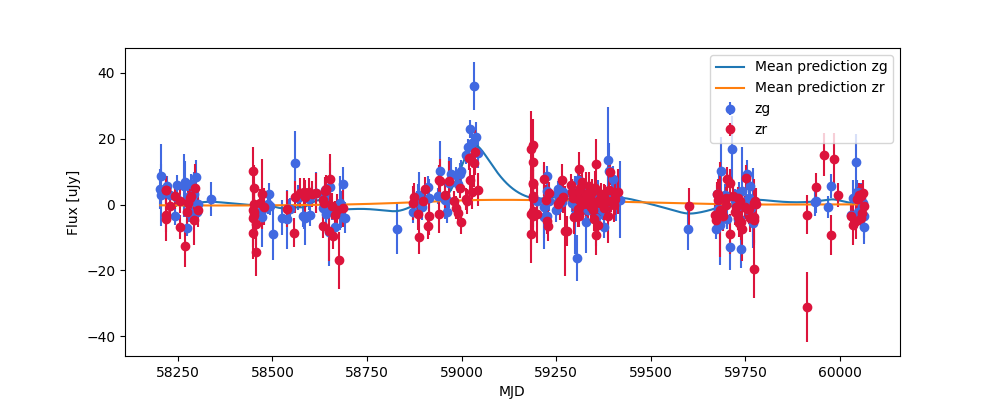 Flux [uJy]
40
20
0
−20
−40
58250
58500
58750
59000
59250
59500
59750
60000
MJD
Mean prediction zg
Mean prediction zr
zg
zr